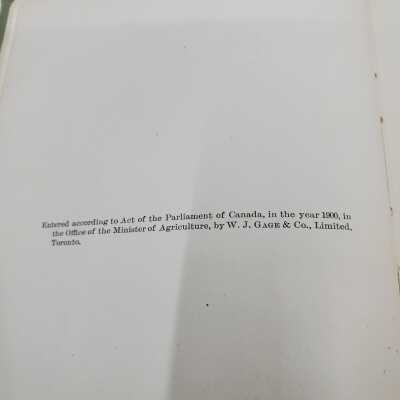 Entered according to Act of the Parliament of Canada, in the year 1900, in
the Office of the Minister of Agriculture, by W. J. GAGE & Co., Limited,
Toronto.